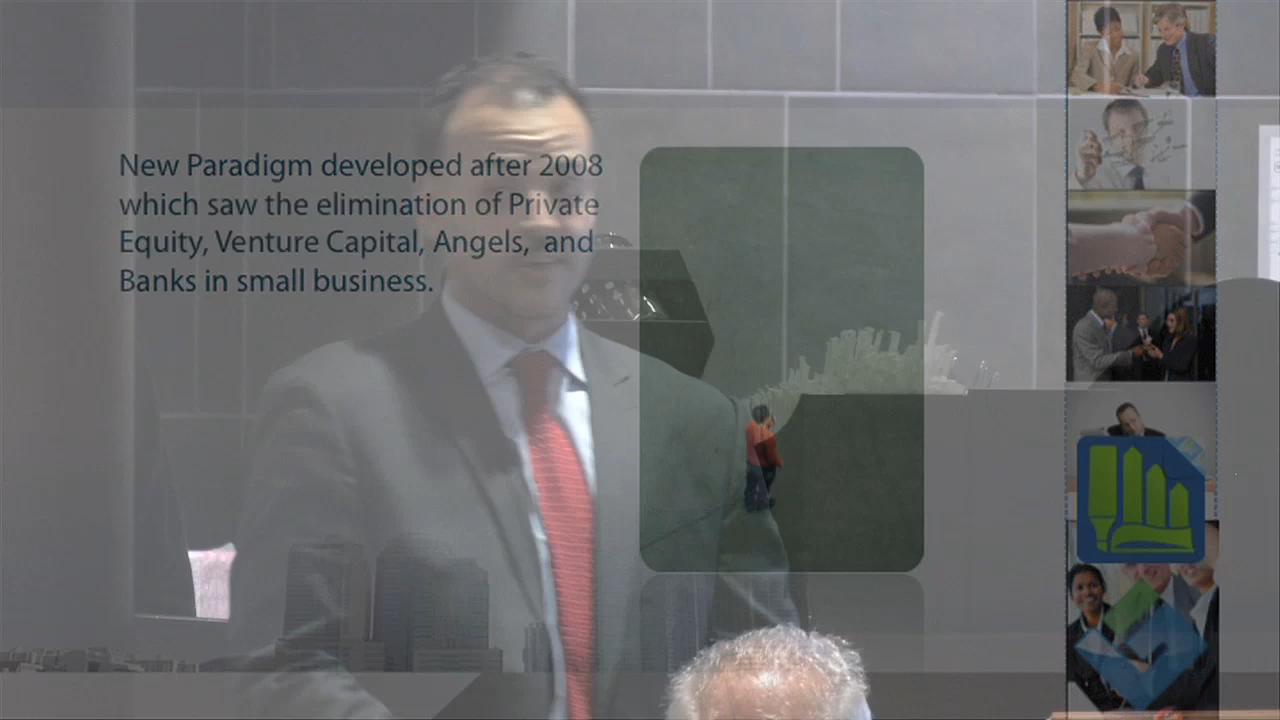 New Paradigm developed after 2008
which saw the elimination of Private
Equity, Venture Capital, Angels, and
Banks in small business.